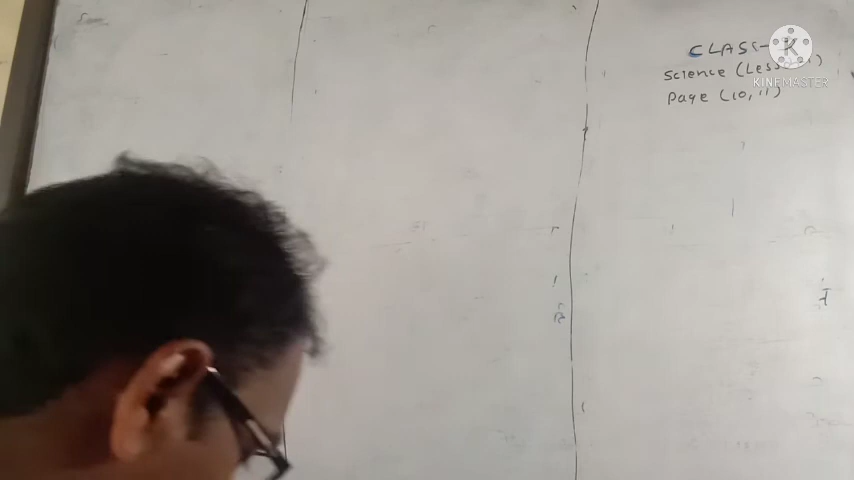 CLASS- K
Science (Les
Page (10, 11)
KINEMASTER